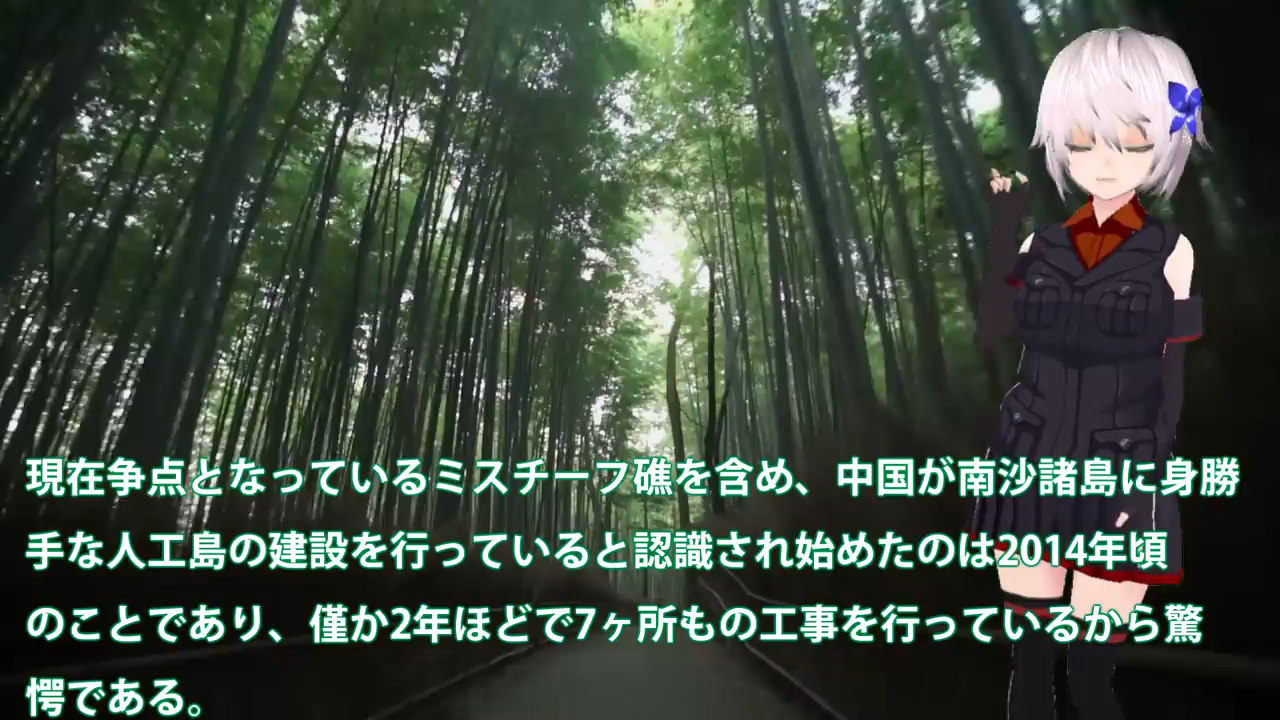 現在争点となっているミスチーフ礁を含め、中国が南沙諸島に身勝
手な人工島の建設を行っていると認識され始めたのは2014年頃
のことであり、僅か2年ほどで7ヶ所もの工事を行っているから驚
愕である。